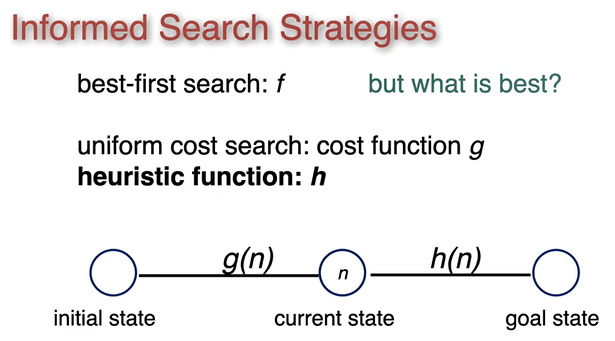 Informed Search Strategies
best-first search: f but what is best?
uniform cost search: cost function g
heuristic function: h
g(n) h(n)
n
initial state current state goal state